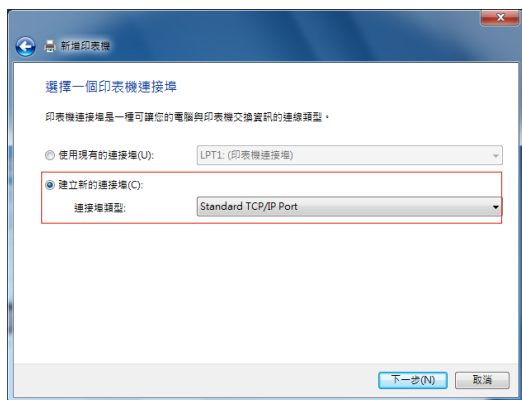 新增印表機
選擇一個印表機連接埠
印表機連接埠是一種可讓您的電腦與印表機交換資訊的連線類型。
使用現有的連接埠(U):
LPT1: (印表機連接埠)
建立新的連接埠(C):
連接埠類型:
Standard TCP/IP Port
下一步(N)
取消